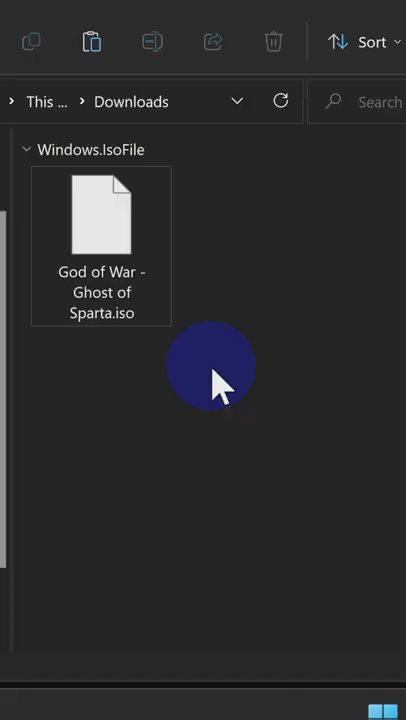 Sort
This ...
Downloads
Search
Windows.IsoFile
God of War -
Ghost of
Sparta.iso